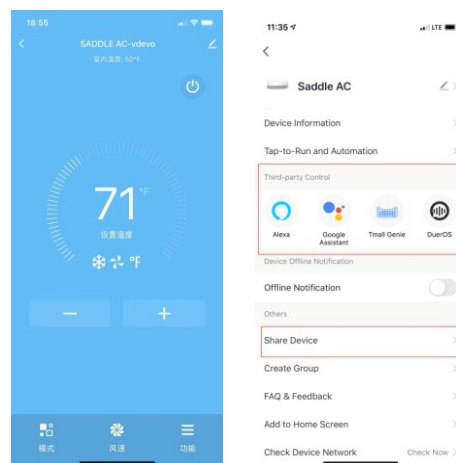 18:55
SADDLE AC-vdevo
室内温度: 50°F
71°F
设置温度
°F
模式
风速
功能
11:35
LTE
Saddle AC
Device Information
Tap-to-Run and Automation
Third-party Control
Alexa
Google Assistant
Tmall Genie
DuerOS
Device Offline Notification
Offline Notification
Others
Share Device
Create Group
FAQ & Feedback
Add to Home Screen
Check Device Network Check Now